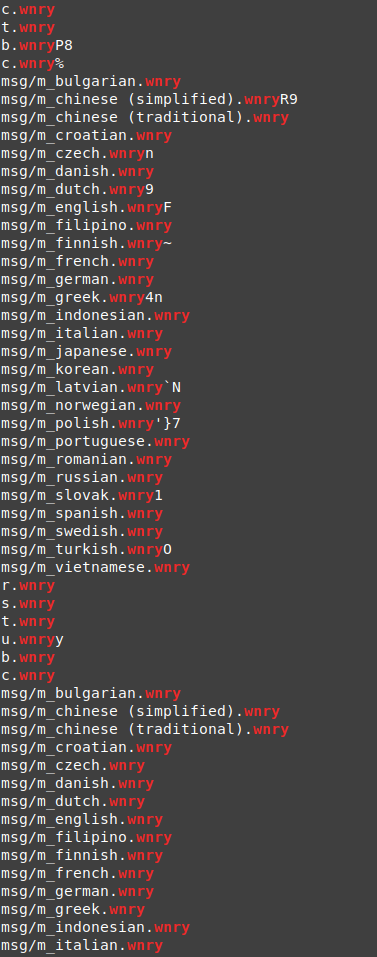 c.wnry
t.wnry
b.wnryP8
c.wnry%
msg/m_bulgarian.wnry
msg/m_chinese (simplified).wnryR9
msg/m_chinese (traditional).wnry
msg/m_croatian.wnry
msg/m_czech.wnryn
msg/m_danish.wnry
msg/m_dutch.wnry9
msg/m_english.wnryF
msg/m_filipino.wnry
msg/m_finnish.wnry~
msg/m_french.wnry
msg/m_german.wnry
msg/m_greek.wnry4n
msg/m_indonesian.wnry
msg/m_italian.wnry
msg/m_japanese.wnry
msg/m_korean.wnry
msg/m_latvian.wnry`N
msg/m_norwegian.wnry
msg/m_polish.wnry'}7
msg/m_portuguese.wnry
msg/m_romanian.wnry
msg/m_russian.wnry
msg/m_slovak.wnry1
msg/m_spanish.wnry
msg/m_swedish.wnry
msg/m_turkish.wnryO
msg/m_vietnamese.wnry
r.wnry
s.wnry
t.wnry
u.wnryy
b.wnry
c.wnry
msg/m_bulgarian.wnry
msg/m_chinese (simplified).wnry
msg/m_chinese (traditional).wnry
msg/m_croatian.wnry
msg/m_czech.wnry
msg/m_danish.wnry
msg/m_dutch.wnry
msg/m_english.wnry
msg/m_filipino.wnry
msg/m_finnish.wnry
msg/m_french.wnry
msg/m_german.wnry
msg/m_greek.wnry
msg/m_indonesian.wnry
msg/m_italian.wnry